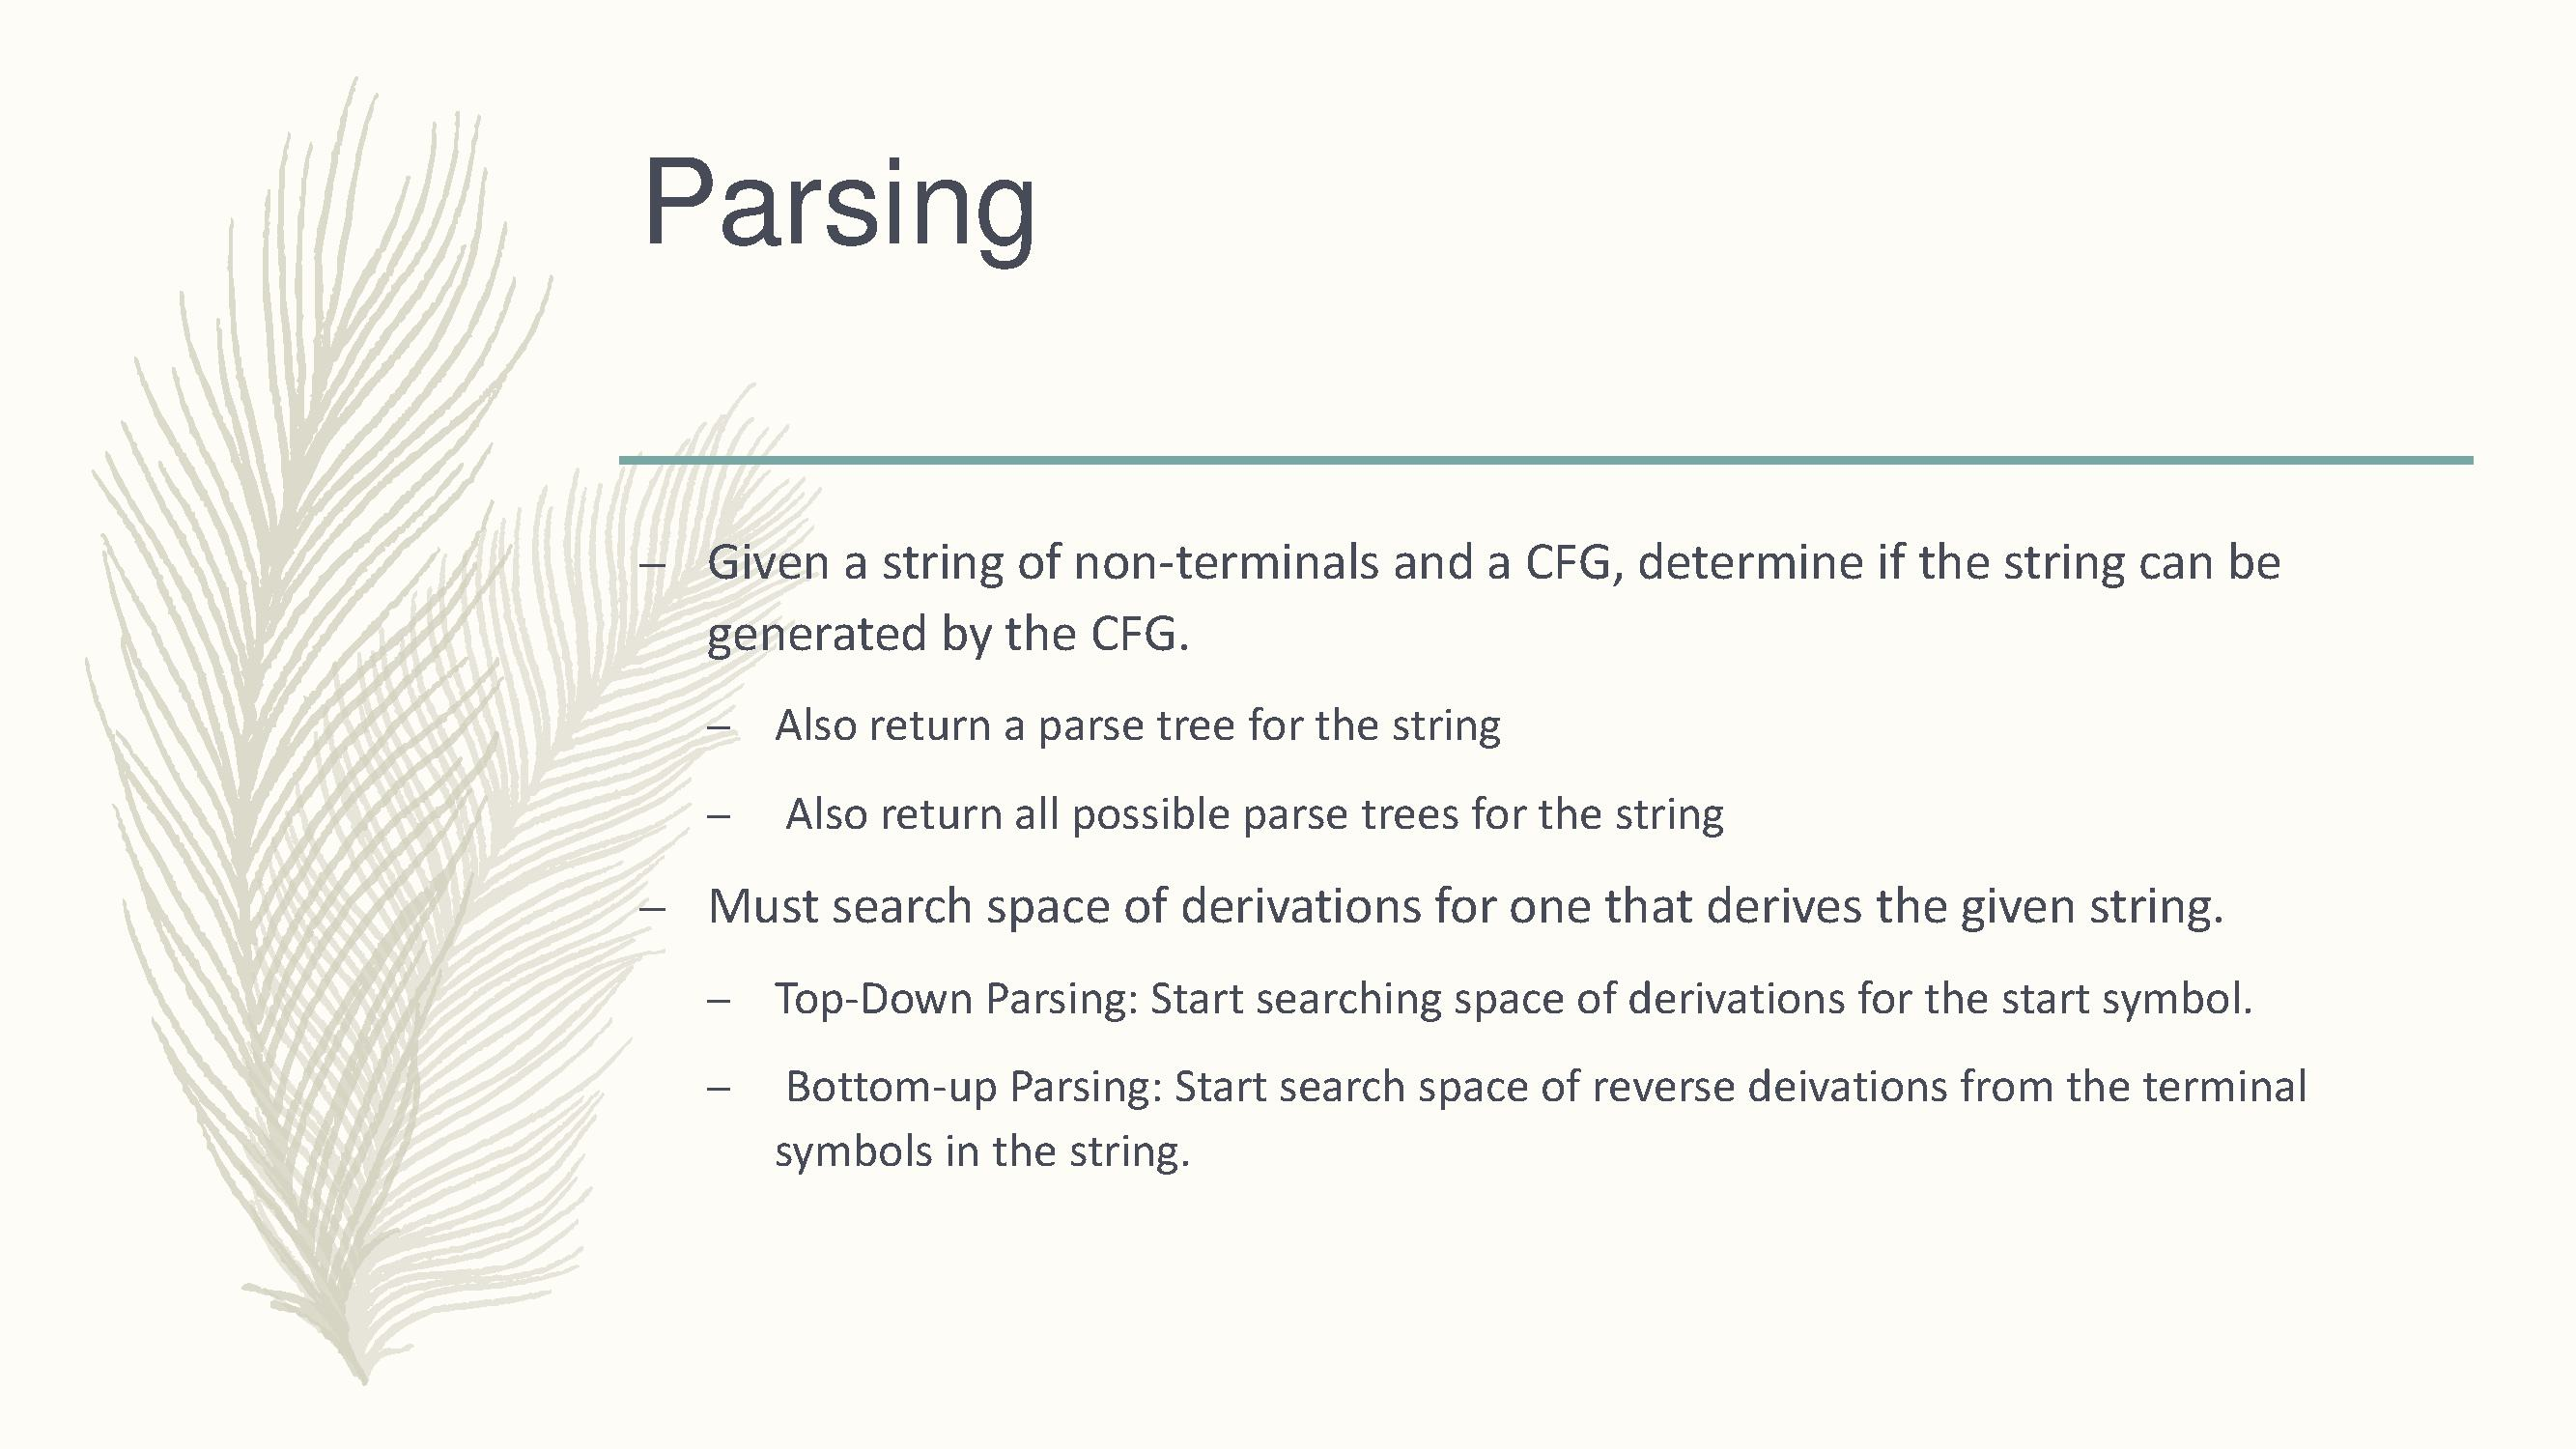 Parsing
– Given a string of non-terminals and a CFG, determine if the string can be
generated by the CFG.
– Also return a parse tree for the string
– Also return all possible parse trees for the string
– Must search space of derivations for one that derives the given string.
– Top-Down Parsing: Start searching space of derivations for the start symbol.
– Bottom-up Parsing: Start search space of reverse deivations from the terminal
symbols in the string.